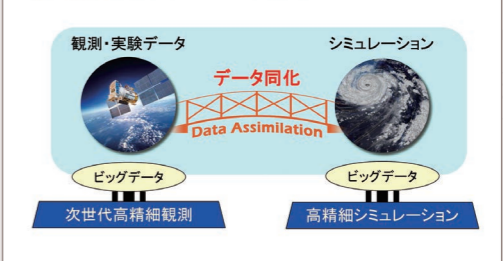 観測・実験データ
シミュレーション
データ同化
Data Assimilation
ビッグデータ
ビッグデータ
次世代高精細観測
高精細シミュレーション